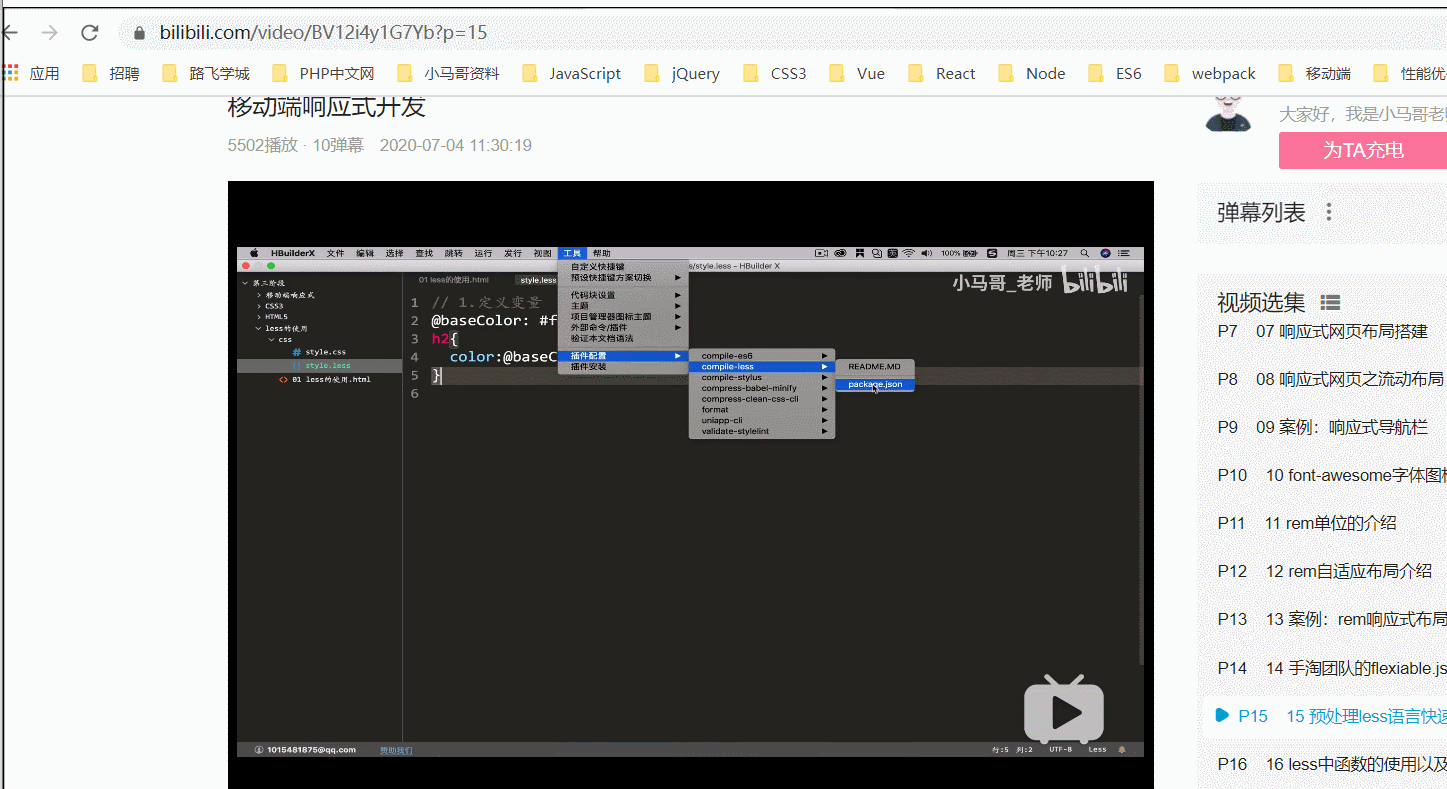 bilibili.com/video/BV12i4y1G7Yb?p=15
应用 招聘 路飞学城 PHP中文网 小马哥资料 JavaScript jQuery CSS3 Vue React Node ES6 webpack 移动端 性能优
移动端响应式开发
5502播放 · 10弹幕 2020-07-04 11:30:19
大家好，我是小马哥老师
为TA充电
弹幕列表
HBuilderX 文件 编辑 选择 查找 跳转 运行 发行 视图 工具 帮助 100% 周三 下午10:27
s/style.less - HBuilder X
第三阶段
移动端响应式
CSS3
HTML5
less的使用
css
style.css
style.less
01 less的使用.html
01 less的使用.html style.less
1 // 1.定义变量
2 @baseColor: #f
3 h2{
4 color:@baseC
5 }
6
自定义快捷键
预设快捷键方案切换
代码块设置
主题
项目管理器图标主题
外部命令/插件
验证本文档语法
插件配置
插件安装
compile-es6
compile-less
compile-stylus
compress-babel-minify
compress-clean-css-cli
format
uniapp-cli
validate-stylelint
README.MD
package.json
小马哥_老师 bilibili
1015481875@qq.com 赞助我们 行:5 列:2 UTF-8 Less
视频选集
P7 07 响应式网页布局搭建
P8 08 响应式网页之流动布局
P9 09 案例：响应式导航栏
P10 10 font-awesome字体图标
P11 11 rem单位的介绍
P12 12 rem自适应布局介绍
P13 13 案例：rem响应式布局
P14 14 手淘团队的flexiable.js
P15 15 预处理less语言快速
P16 16 less中函数的使用以及